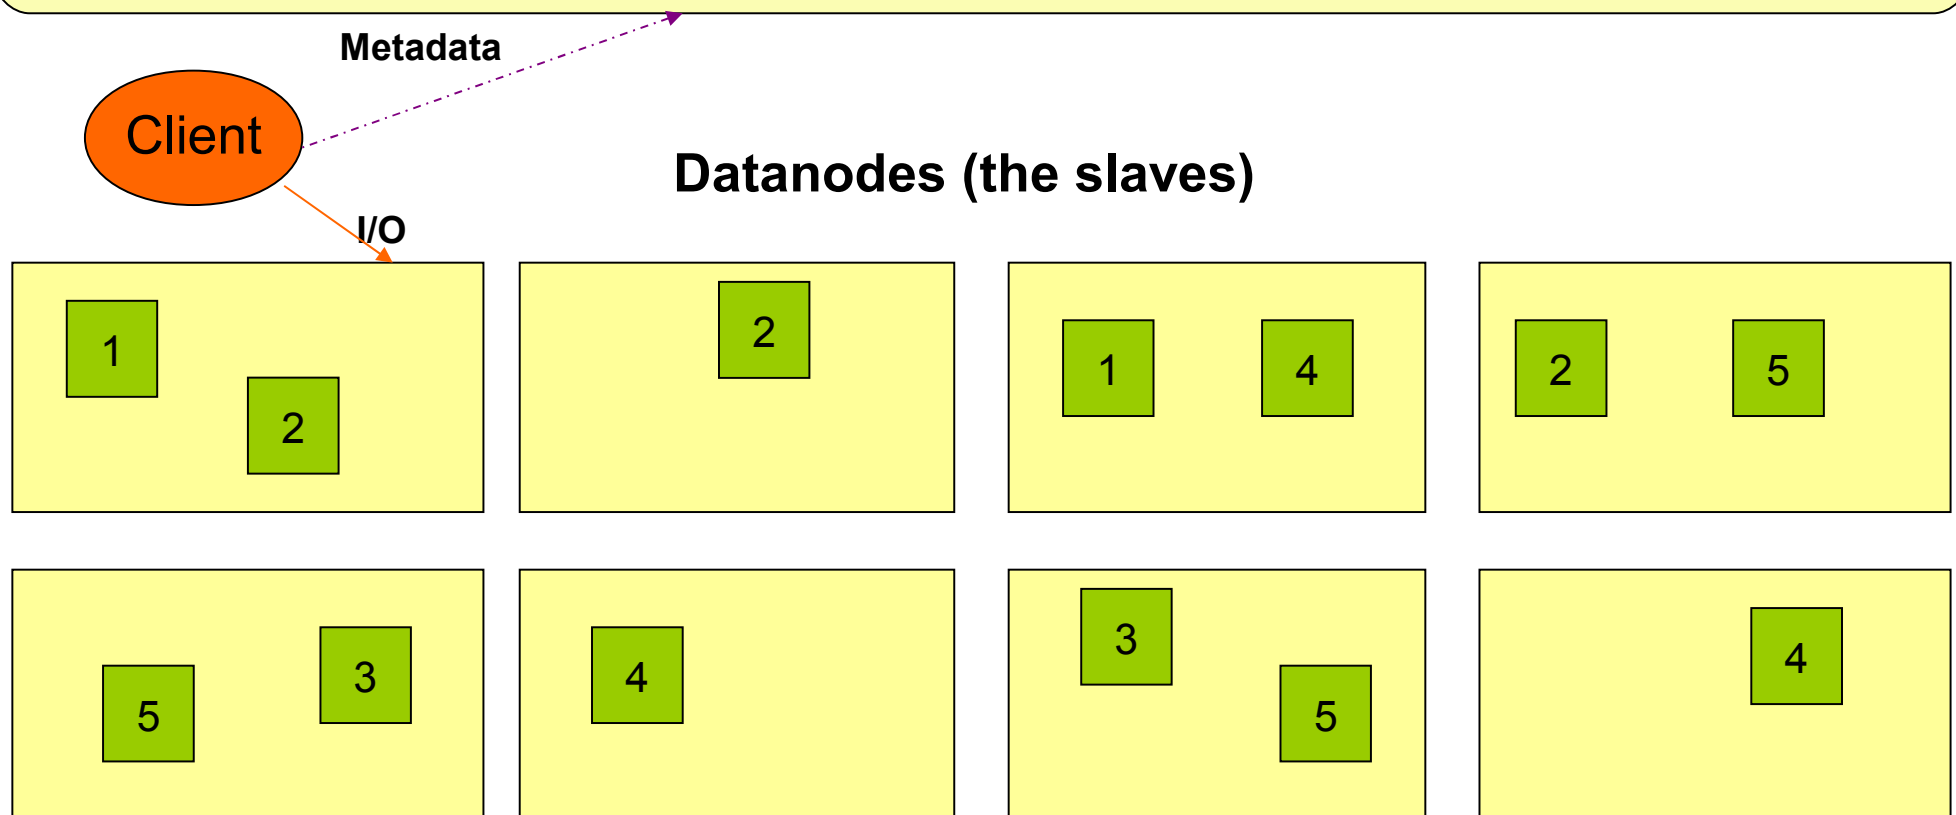 Metadata
Client
Datanodes (the slaves)
I/O
1
2
2
1 4
2 5
5 3
4
3
5
4